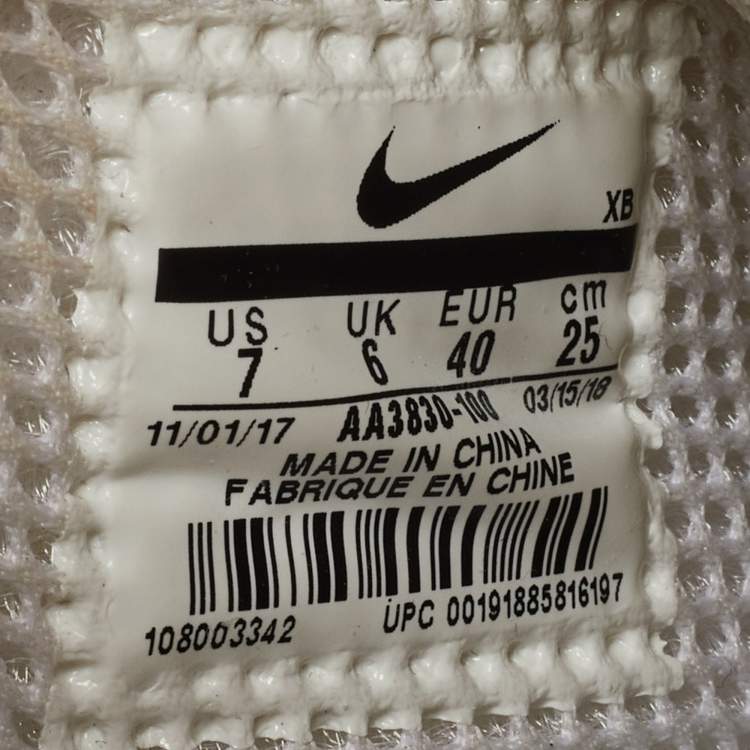 XB
US UK EUR cm
7 6 40 25
11/01/17 AA3830-100 03/15/18
MADE IN CHINA
FABRIQUE EN CHINE
108003342 UPC 00191885816197